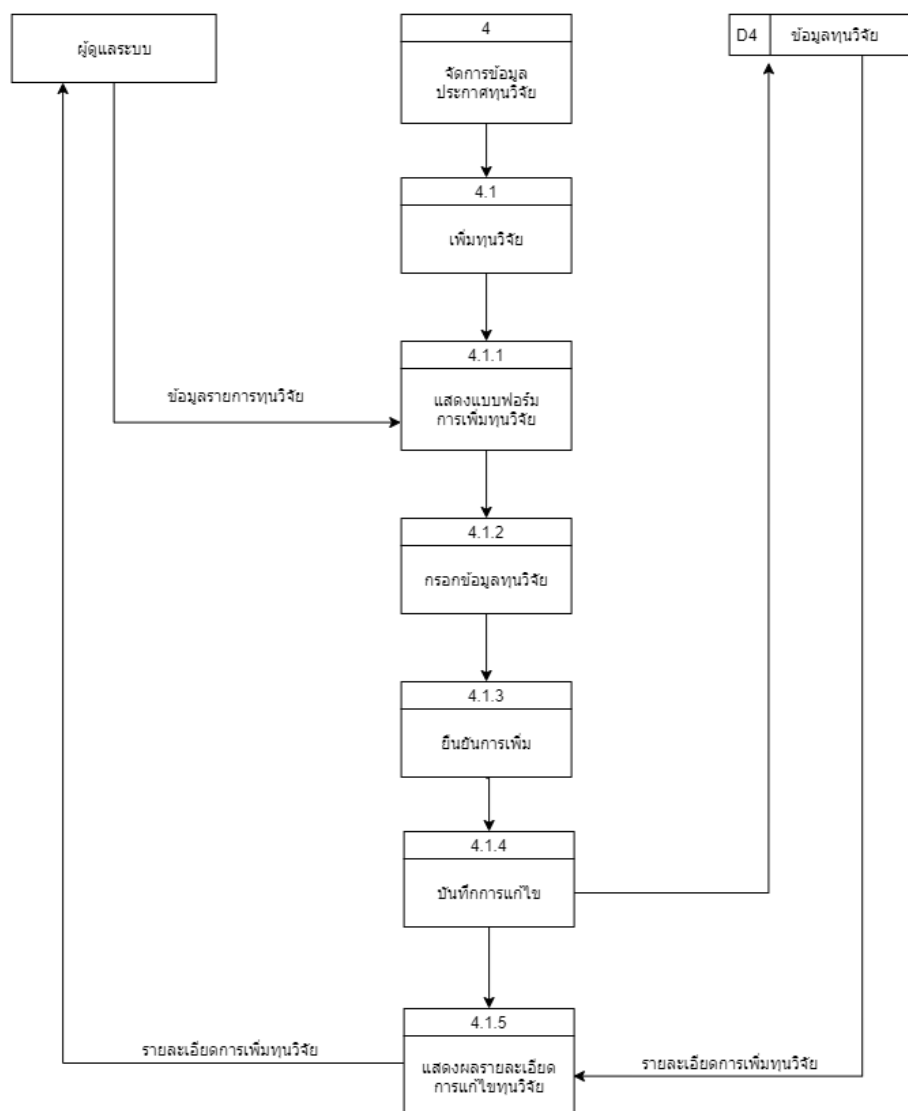 ผู้ดูแลระบบ
4
จัดการข้อมูล
ประกาศทุนวิจัย
D4
ข้อมูลทุนวิจัย
4.1
เพิ่มทุนวิจัย
4.1.1
แสดงแบบฟอร์ม
การเพิ่มทุนวิจัย
ข้อมูลรายการทุนวิจัย
4.1.2
กรอกข้อมูลทุนวิจัย
4.1.3
ยืนยันการเพิ่ม
4.1.4
บันทึกการแก้ไข
4.1.5
แสดงผลรายละเอียด
การแก้ไขทุนวิจัย
รายละเอียดการเพิ่มทุนวิจัย
รายละเอียดการเพิ่มทุนวิจัย